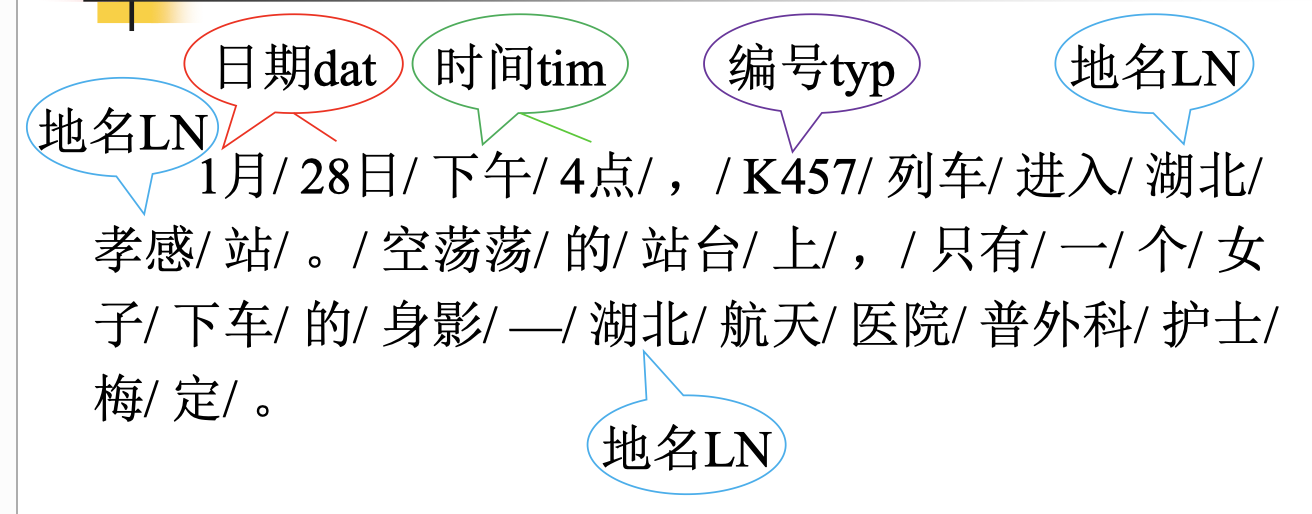 日期dat
时间tim
编号typ
地名LN
地名LN
1月/ 28日/ 下午/ 4点/ ，/ K457/ 列车/ 进入/ 湖北/
孝感/ 站/ 。/ 空荡荡/ 的/ 站台/ 上/ ，/ 只有/ 一/ 个/ 女
子/ 下车/ 的/ 身影/ —/ 湖北/ 航天/ 医院/ 普外科/ 护士/
梅/ 定/ 。
地名LN